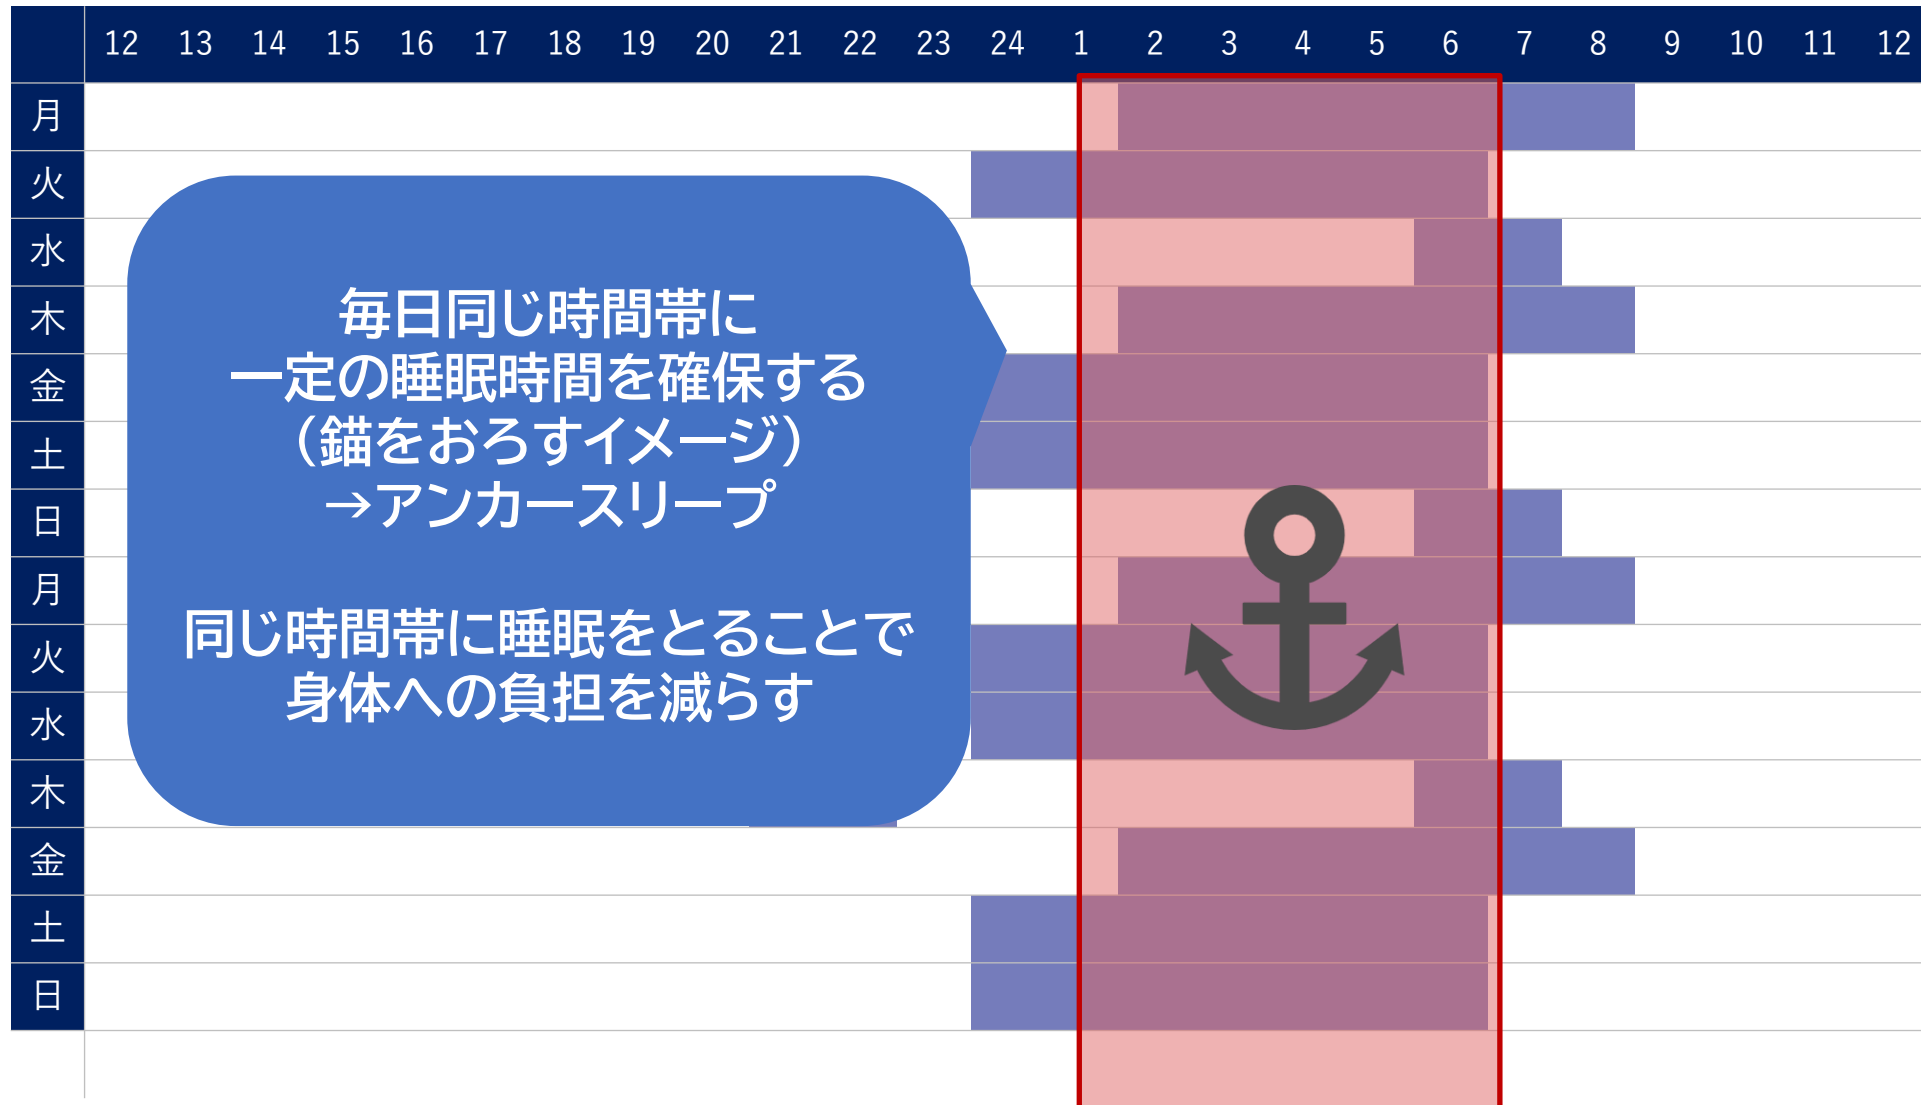 12 13 14 15 16 17 18 19 20 21 22 23 24 1 2 3 4 5 6 7 8 9 10 11 12
月
火
水
木
金
土
日
月
火
水
木
金
土
日
毎日同じ時間帯に
一定の睡眠時間を確保する
（錨をおろすイメージ）
→アンカースリープ
同じ時間帯に睡眠をとることで
身体への負担を減らす